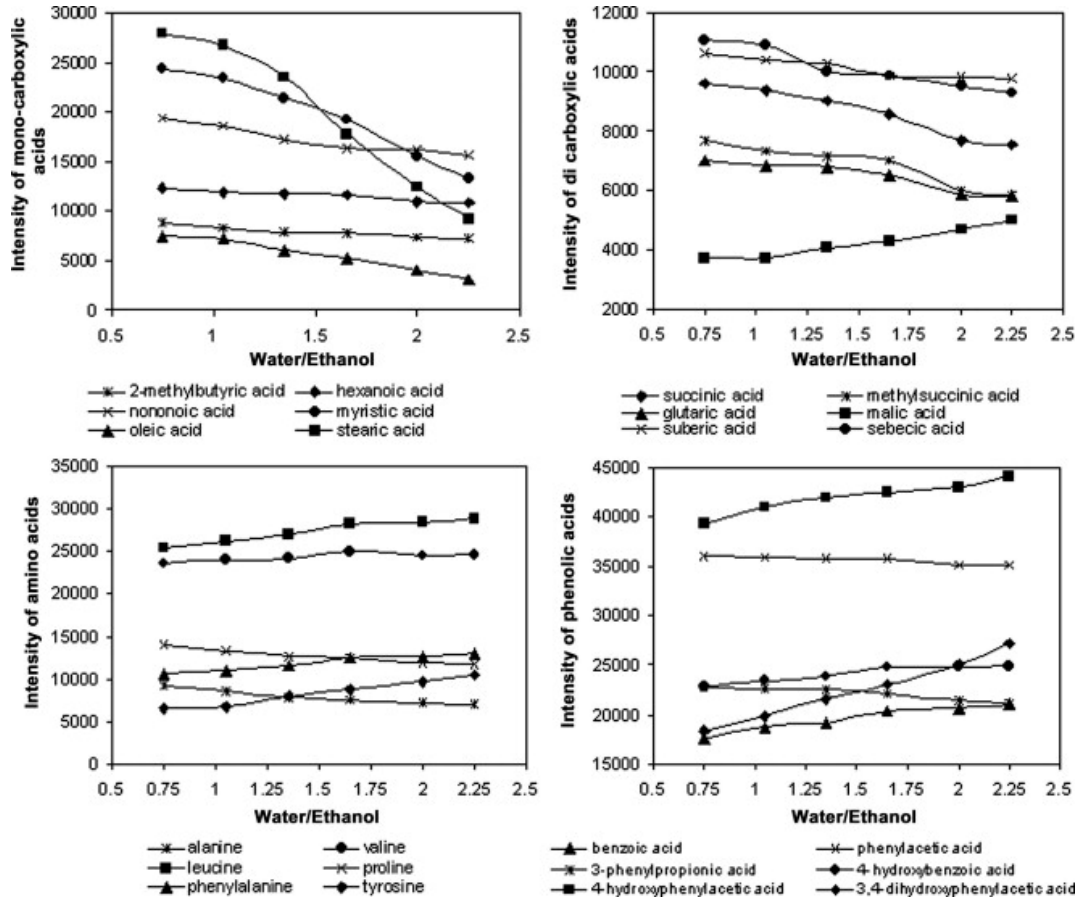 Intensity of mono-carboxylic
acids
30000
25000
20000
15000
10000
5000
0
0.5 1 1.5 2 2.5
Water/Ethanol
2-methylbutyric acid hexanoic acid
nononoic acid myristic acid
oleic acid stearic acid
Intensity of di carboxylic acids
12000
10000
8000
6000
4000
2000
0.5 0.75 1 1.25 1.5 1.75 2 2.25 2.5
Water/Ethanol
succinic acid methylsuccinic acid
glutaric acid malic acid
suberic acid sebecic acid
Intensity of amino acids
35000
30000
25000
20000
15000
10000
5000
0
0.5 0.75 1 1.25 1.5 1.75 2 2.25 2.5
Water/Ethanol
alanine valine
leucine proline
phenylalanine tyrosine
Intensity of phenolic acids
45000
40000
35000
30000
25000
20000
15000
0.5 0.75 1 1.25 1.5 1.75 2 2.25 2.5
Water/Ethanol
benzoic acid phenylacetic acid
3-phenylpropionic acid 4-hydroxybenzoic acid
4-hydroxyphenylacetic acid 3,4-dihydroxyphenylacetic acid